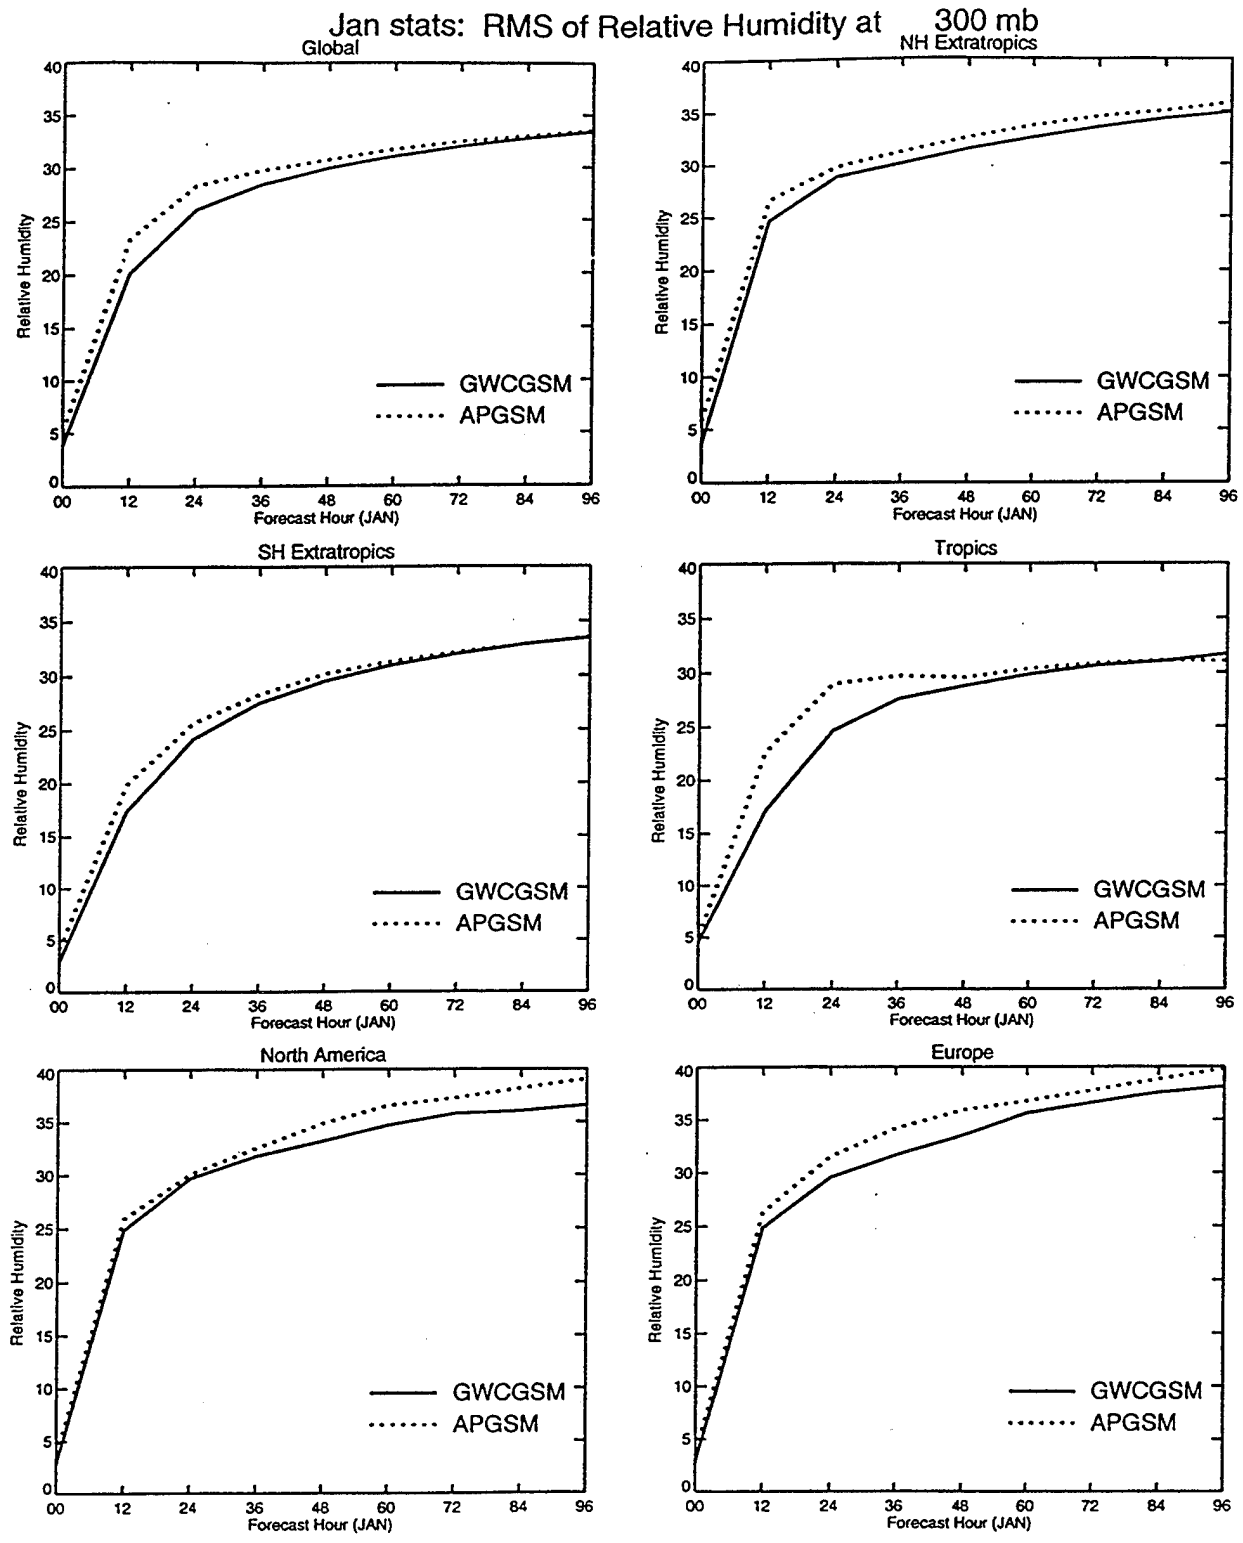 Jan stats: RMS of Relative Humidity at 300 mb
Global
40
35
30
25
20
15
10
5
0
Relative Humidity
GWCGSM
APGSM
00 12 24 36 48 60 72 84 96
Forecast Hour (JAN)
NH Extratropics
40
35
30
25
20
15
10
5
0
Relative Humidity
GWCGSM
APGSM
00 12 24 36 48 60 72 84 96
Forecast Hour (JAN)
SH Extratropics
40
35
30
25
20
15
10
5
0
Relative Humidity
GWCGSM
APGSM
00 12 24 36 48 60 72 84 96
Forecast Hour (JAN)
Tropics
40
35
30
25
20
15
10
5
0
Relative Humidity
GWCGSM
APGSM
00 12 24 36 48 60 72 84 96
Forecast Hour (JAN)
North America
40
35
30
25
20
15
10
5
0
Relative Humidity
GWCGSM
APGSM
00 12 24 36 48 60 72 84 96
Forecast Hour (JAN)
Europe
40
35
30
25
20
15
10
5
0
Relative Humidity
GWCGSM
APGSM
00 12 24 36 48 60 72 84 96
Forecast Hour (JAN)